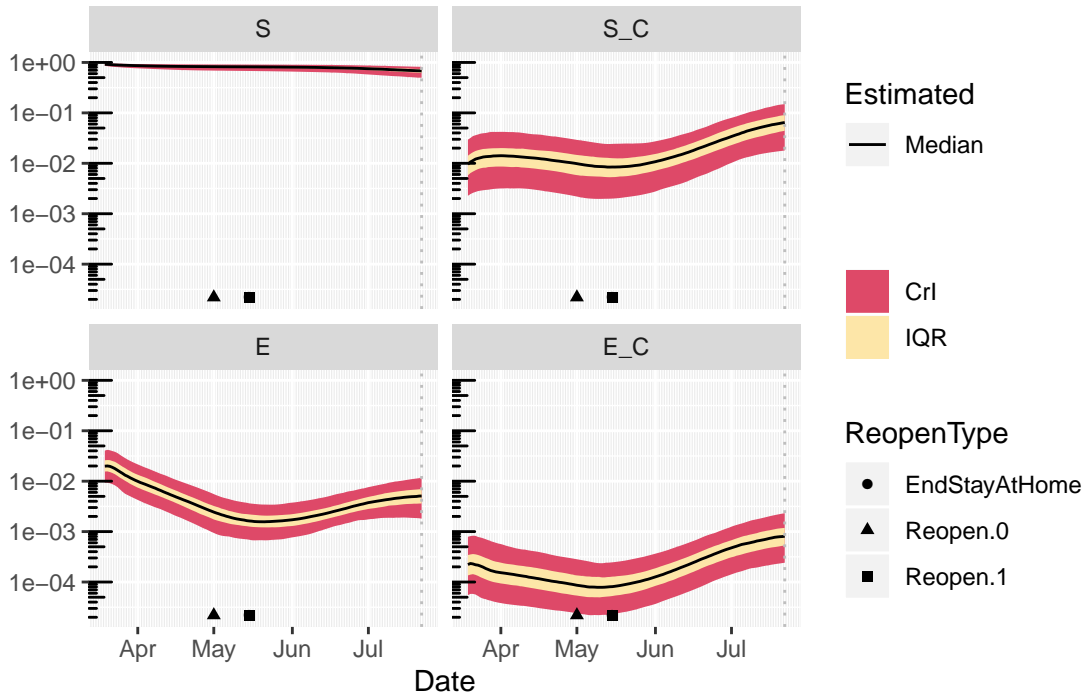 S
S_C
1e+00
1e−01
1e−02
1e−03
1e−04
E
E_C
1e+00
1e−01
1e−02
1e−03
1e−04
Apr May Jun Jul
Apr May Jun Jul
Date
Estimated
Median
CrI
IQR
ReopenType
EndStayAtHome
Reopen.0
Reopen.1